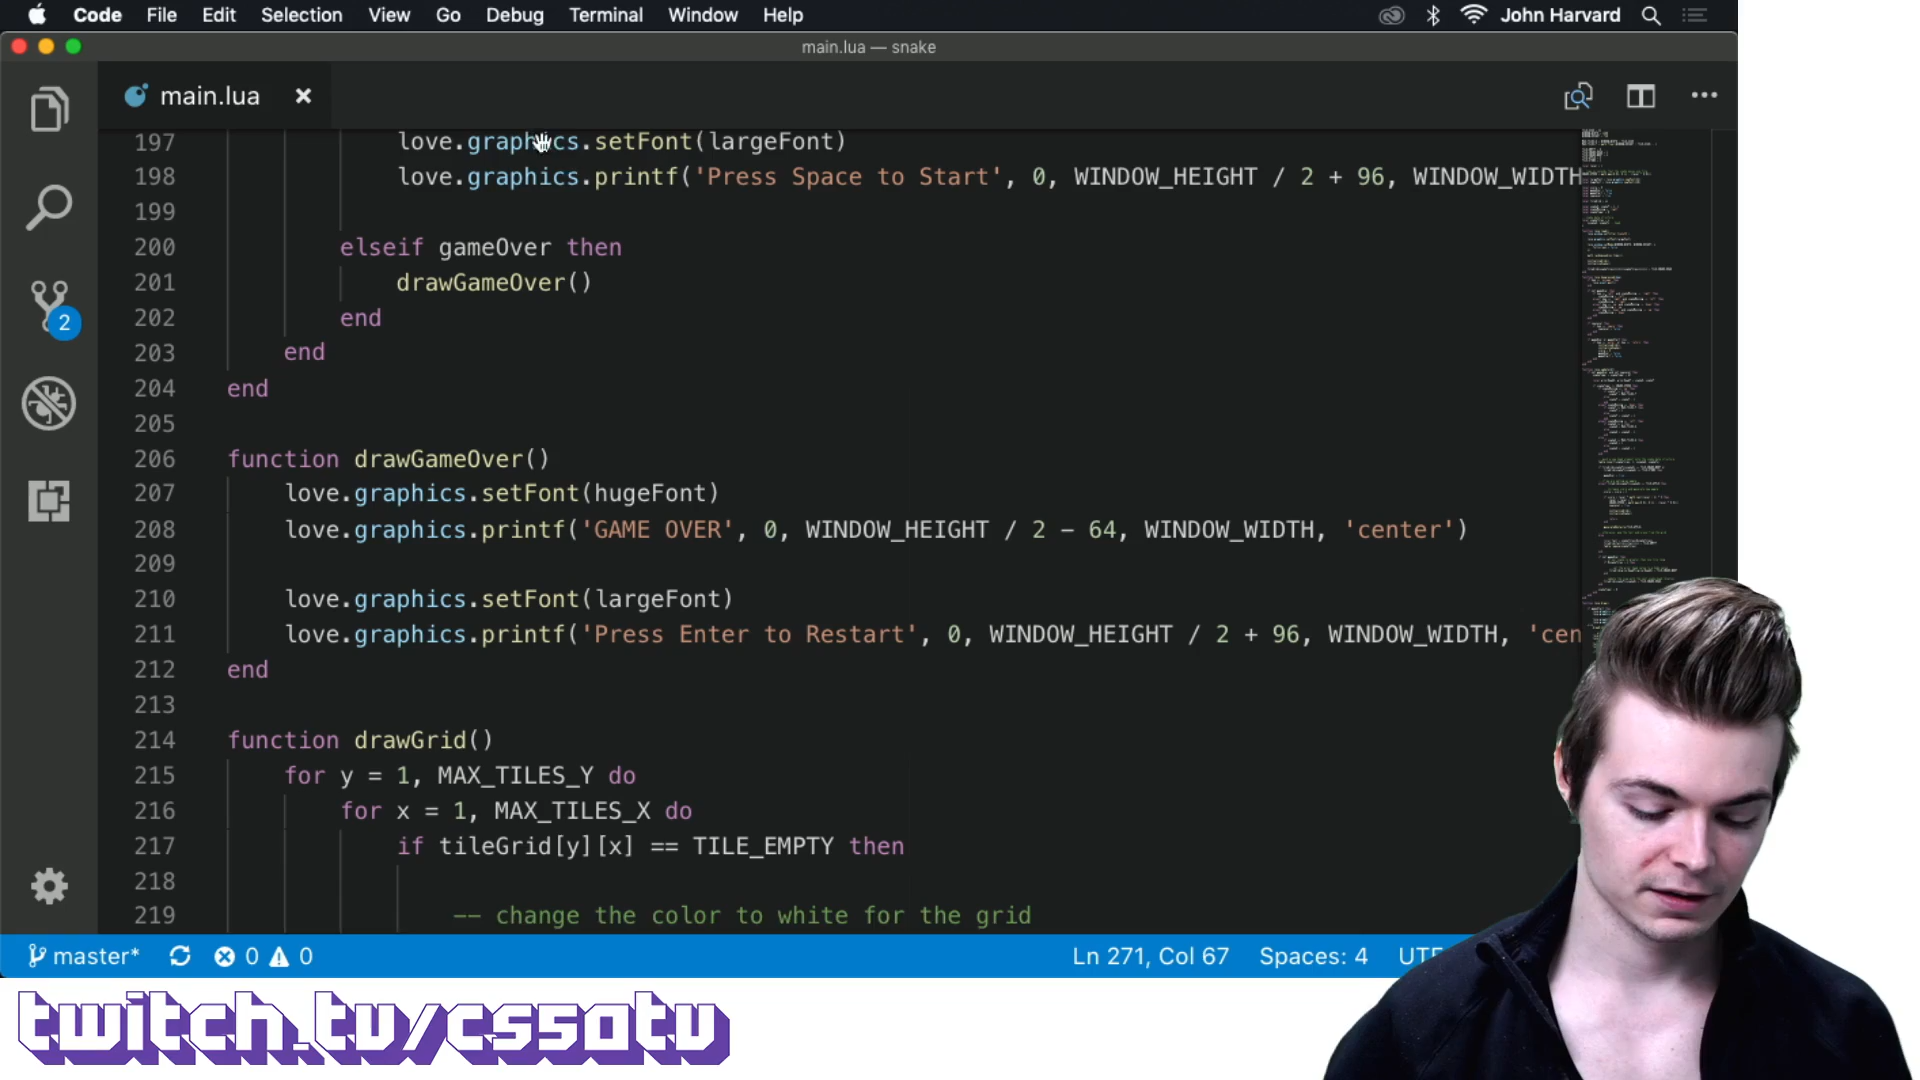 Code File Edit Selection View Go Debug Terminal Window Help John Harvard
main.lua — snake
main.lua
197 love.graphics.setFont(largeFont)
198 love.graphics.printf('Press Space to Start', 0, WINDOW_HEIGHT / 2 + 96, WINDOW_WIDTH
199
200 elseif gameOver then
201 drawGameOver()
202 end
203 end
204 end
205
206 function drawGameOver()
207 love.graphics.setFont(hugeFont)
208 love.graphics.printf('GAME OVER', 0, WINDOW_HEIGHT / 2 - 64, WINDOW_WIDTH, 'center')
209
210 love.graphics.setFont(largeFont)
211 love.graphics.printf('Press Enter to Restart', 0, WINDOW_HEIGHT / 2 + 96, WINDOW_WIDTH, 'cen
212 end
213
214 function drawGrid()
215 for y = 1, MAX_TILES_Y do
216 for x = 1, MAX_TILES_X do
217 if tileGrid[y][x] == TILE_EMPTY then
218
219 -- change the color to white for the grid
2
master* 0 0 Ln 271, Col 67 Spaces: 4 UTF
twitch.tv/cs50tv